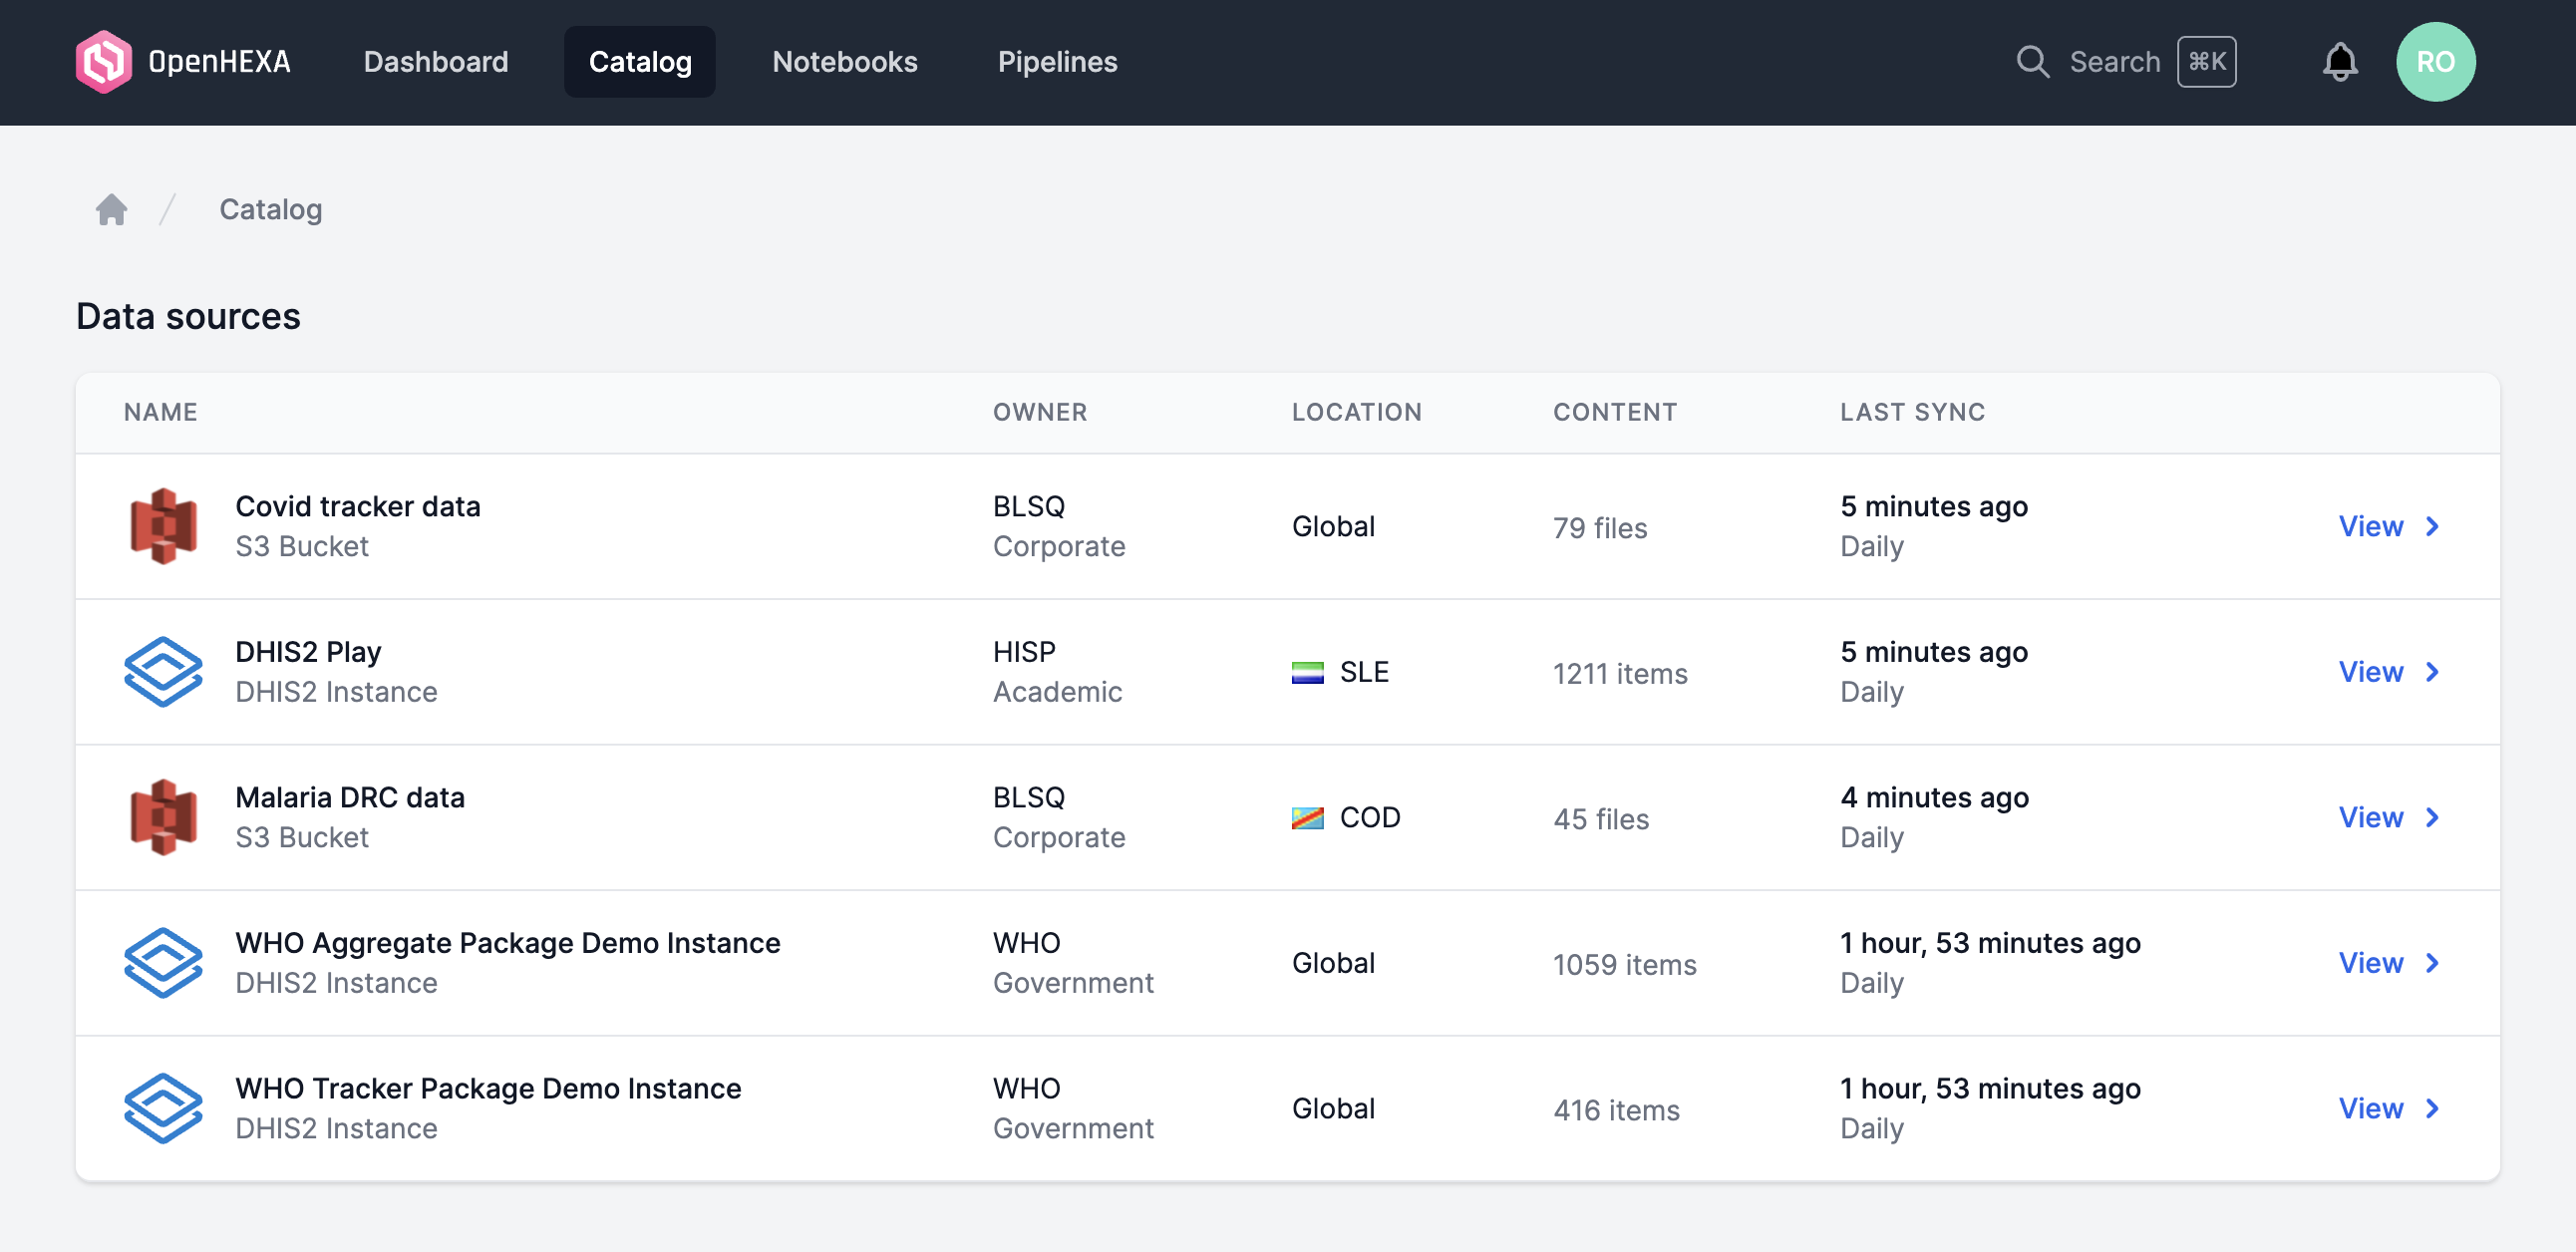 OpenHEXA Dashboard Catalog Notebooks Pipelines Search ⌘K RO
Catalog
Data sources
NAME OWNER LOCATION CONTENT LAST SYNC
Covid tracker data BLSQ Global 79 files 5 minutes ago View
S3 Bucket Corporate Daily
DHIS2 Play HISP SLE 1211 items 5 minutes ago View
DHIS2 Instance Academic Daily
Malaria DRC data BLSQ COD 45 files 4 minutes ago View
S3 Bucket Corporate Daily
WHO Aggregate Package Demo Instance WHO Global 1059 items 1 hour, 53 minutes ago View
DHIS2 Instance Government Daily
WHO Tracker Package Demo Instance WHO Global 416 items 1 hour, 53 minutes ago View
DHIS2 Instance Government Daily